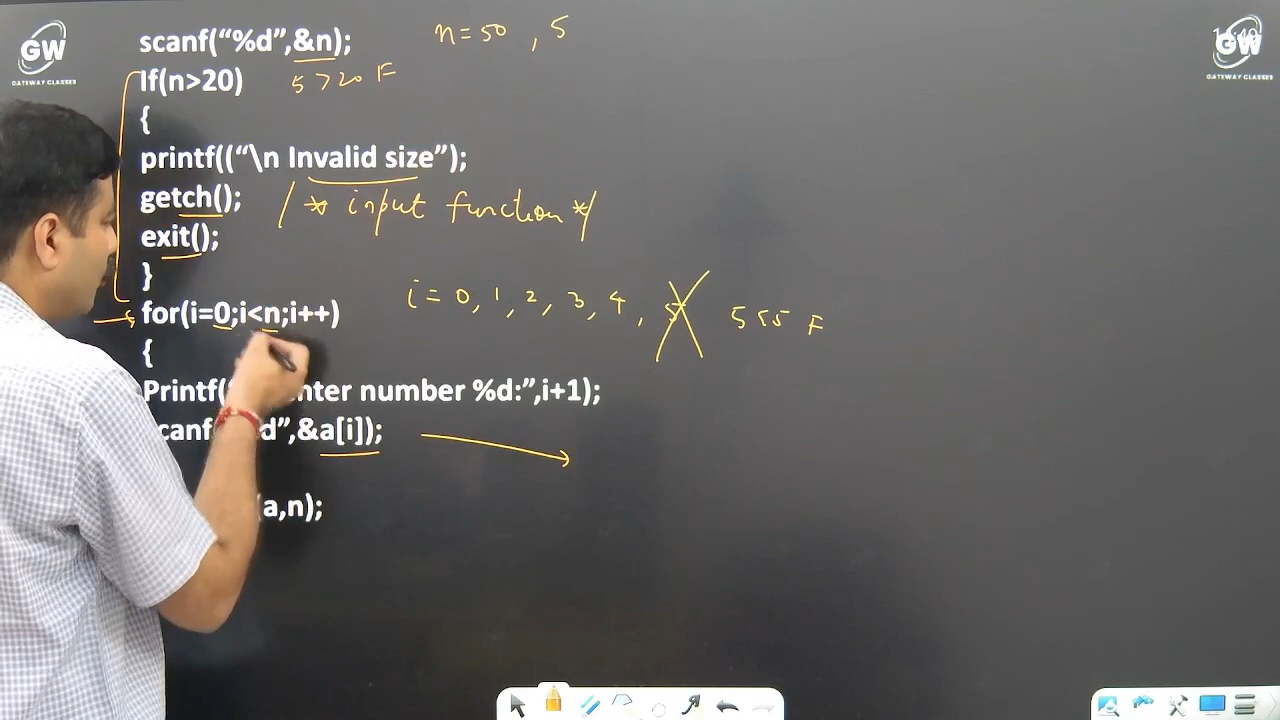 GW
GATEWAY CLASSES
scanf(“%d”,&n);
n = 50 , 5
If(n>20)
5 > 20 F
{
printf((“\n Invalid size”);
getch();
/* input function */
exit();
}
for(i=0;i<n;i++)
i = 0, 1, 2, 3, 4, 5
5 < 5 F
{
Printf( nter number %d:”,i+1);
canf d”,&a[i]);
(a,n);
GW
GATEWAY CLASSES